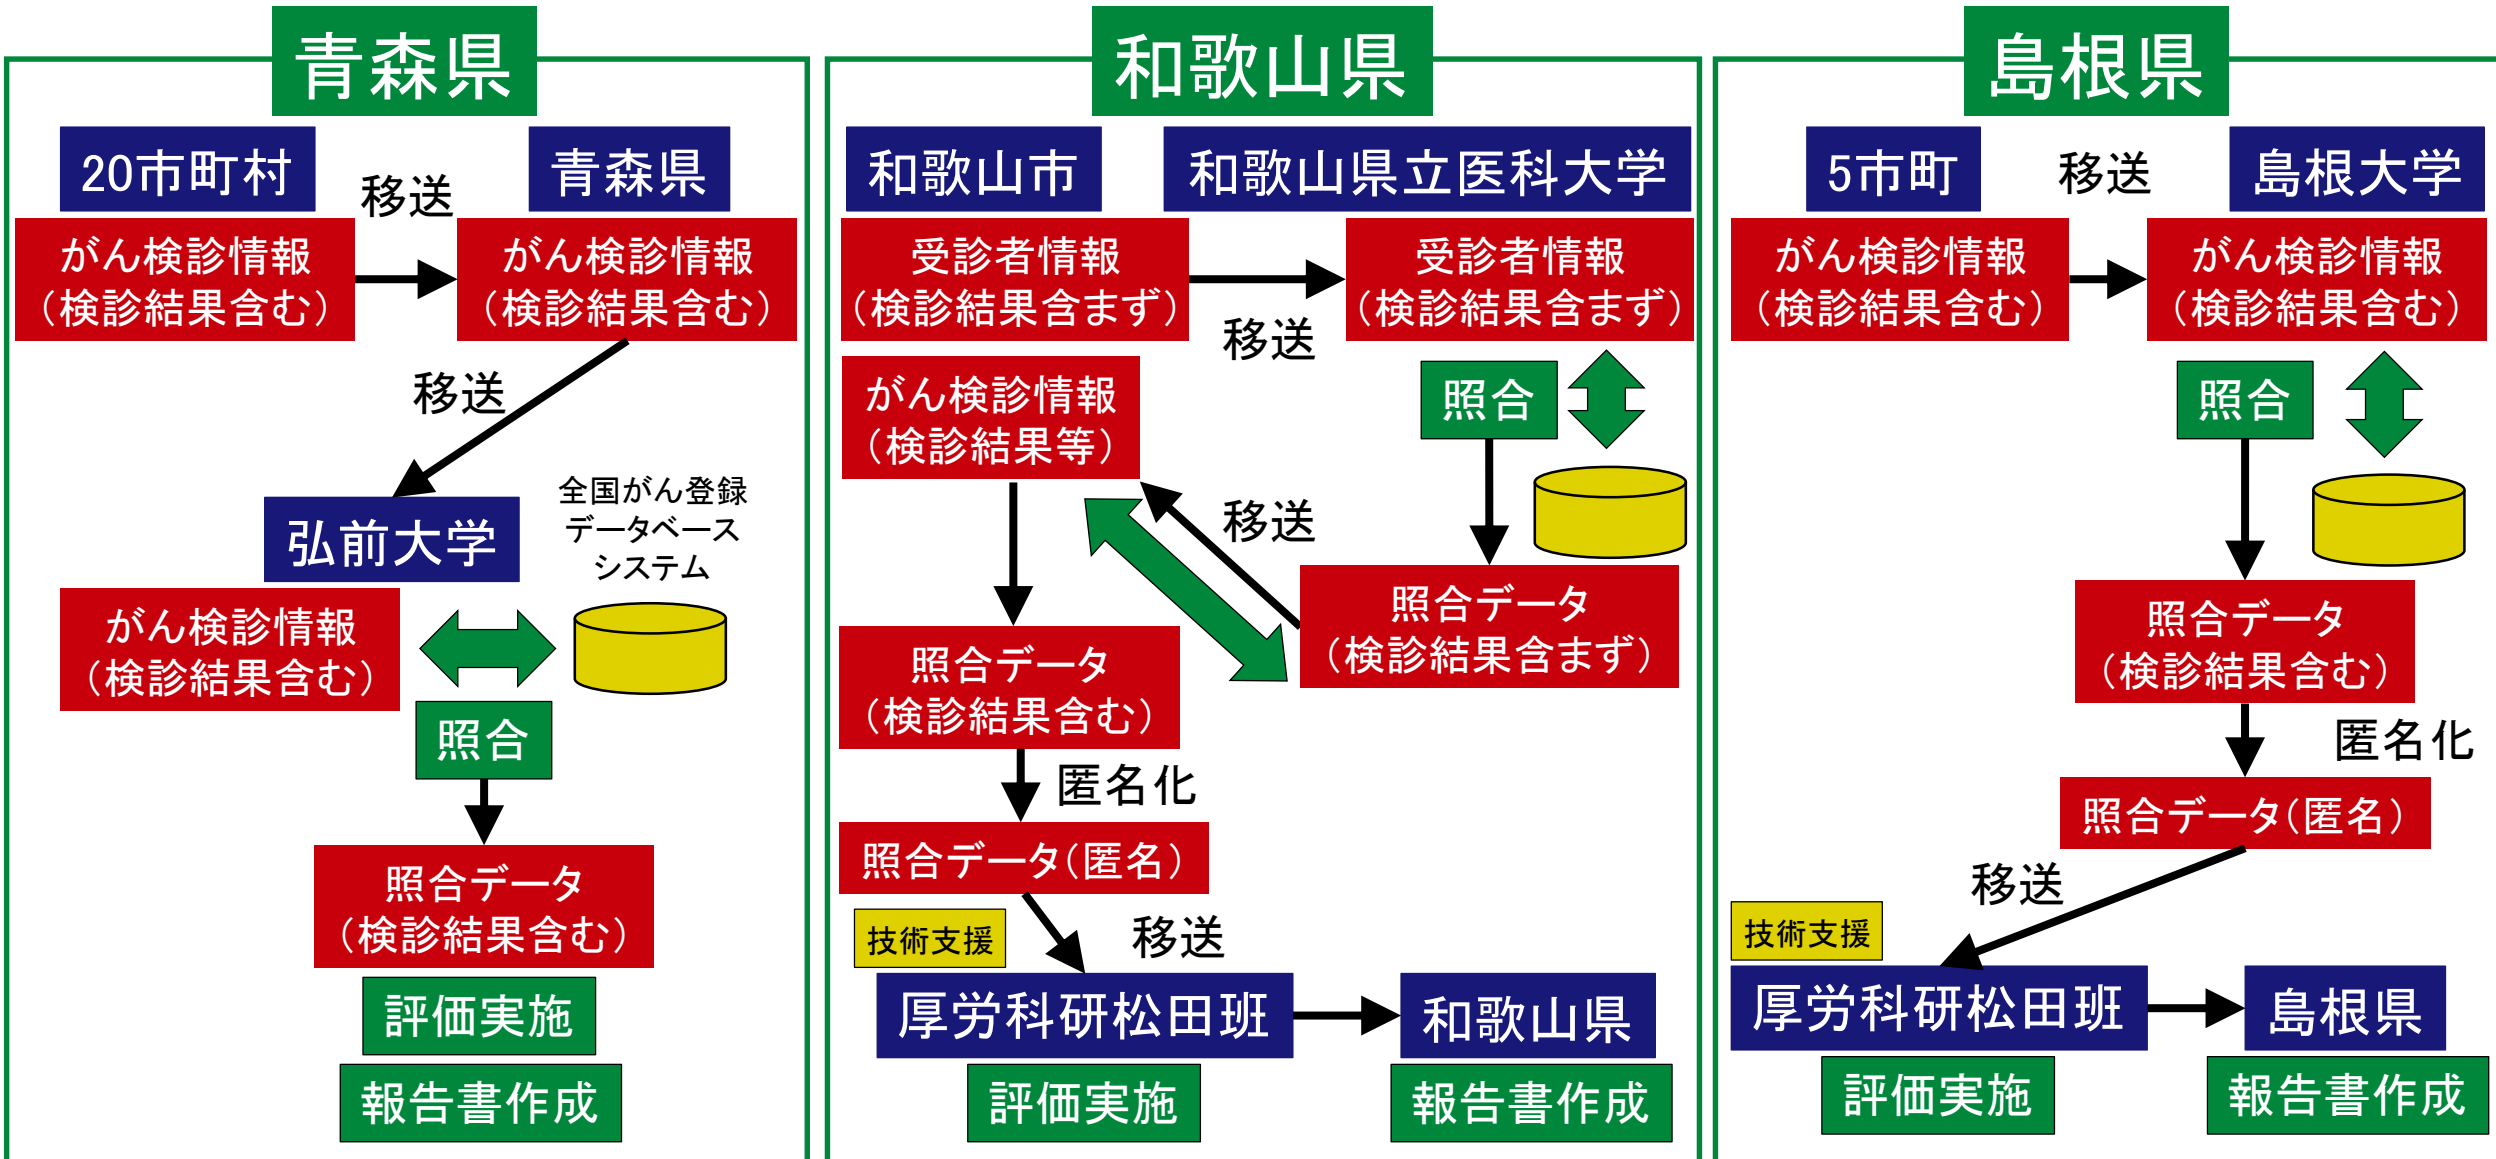 青森県
20市町村
移送
青森県
がん検診情報
（検診結果含む）
がん検診情報
（検診結果含む）
移送
弘前大学
全国がん登録
データベース
システム
がん検診情報
（検診結果含む）
照合
照合データ
（検診結果含む）
評価実施
報告書作成
和歌山県
和歌山市
和歌山県立医科大学
受診者情報
（検診結果含まず）
移送
受診者情報
（検診結果含まず）
がん検診情報
（検診結果等）
照合
移送
照合データ
（検診結果含まず）
照合データ
（検診結果含む）
匿名化
照合データ（匿名）
移送
技術支援
厚労科研松田班
和歌山県
評価実施
報告書作成
島根県
5市町
移送
島根大学
がん検診情報
（検診結果含む）
がん検診情報
（検診結果含む）
照合
照合データ
（検診結果含む）
匿名化
照合データ（匿名）
移送
技術支援
厚労科研松田班
島根県
評価実施
報告書作成